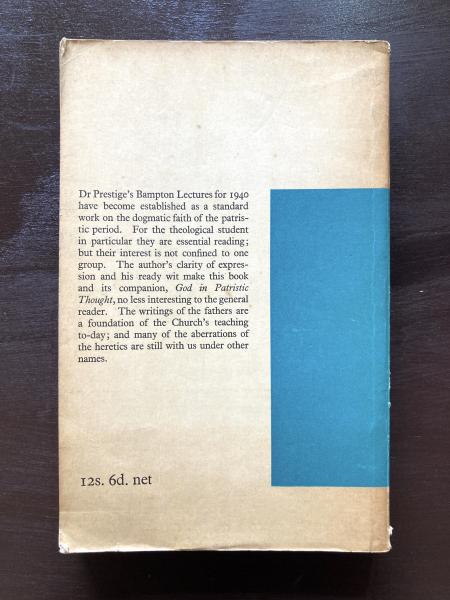 Dr Prestige's Bampton Lectures for 1940
have become established as a standard
work on the dogmatic faith of the patris-
tic period. For the theological student
in particular they are essential reading;
but their interest is not confined to one
group. The author's clarity of expres-
sion and his ready wit make this book
and its companion, God in Patristic
Thought, no less interesting to the general
reader. The writings of the fathers are
a foundation of the Church's teaching
to-day; and many of the aberrations of
the heretics are still with us under other
names.
12s. 6d. net